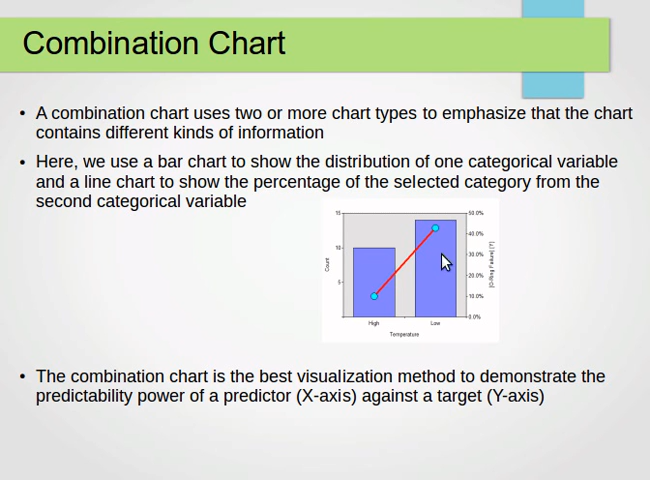 Combination Chart
• A combination chart uses two or more chart types to emphasize that the chart
contains different kinds of information
• Here, we use a bar chart to show the distribution of one categorical variable
and a line chart to show the percentage of the selected category from the
second categorical variable
15
10
5
Count
50.0%
40.0%
30.0%
20.0%
10.0%
0.0%
High
Low
Temperature
• The combination chart is the best visualization method to demonstrate the
predictability power of a predictor (X-axis) against a target (Y-axis)